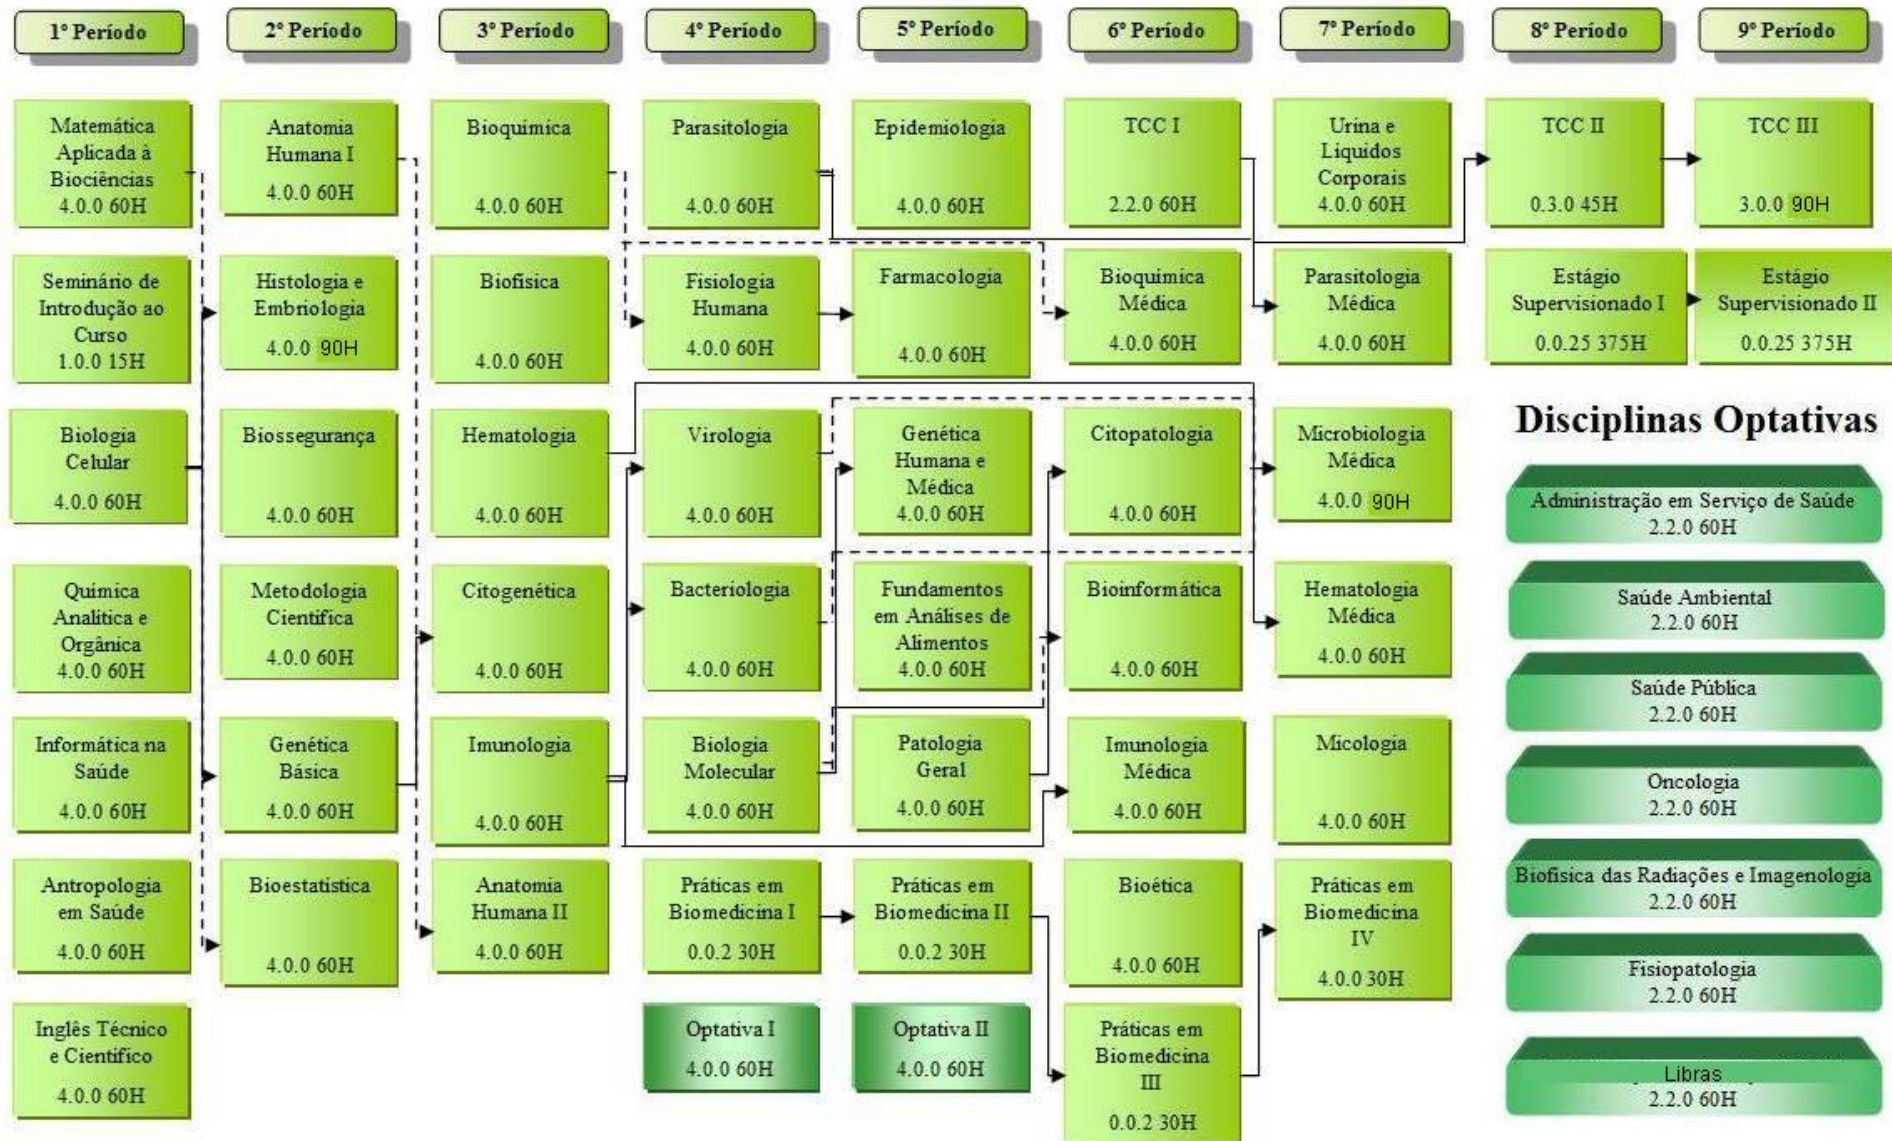 1º Período
2º Período
3º Período
4º Período
5º Período
6º Período
7º Período
8º Período
9º Período
Matemática
Aplicada à
Biociências
4.0.0 60H
Anatomia
Humana I
4.0.0 60H
Bioquímica
4.0.0 60H
Parasitologia
4.0.0 60H
Epidemiologia
4.0.0 60H
TCC I
2.2.0 60H
Urina e
Líquidos
Corporais
4.0.0 60H
TCC II
0.3.0 45H
TCC III
3.0.0 90H
Seminário de
Introdução ao
Curso
1.0.0 15H
Histologia e
Embriologia
4.0.0 90H
Biofísica
4.0.0 60H
Fisiologia
Humana
4.0.0 60H
Farmacologia
4.0.0 60H
Bioquímica
Médica
4.0.0 60H
Parasitologia
Médica
4.0.0 60H
Estágio
Supervisionado I
0.0.25 375H
Estágio
Supervisionado II
0.0.25 375H
Biologia
Celular
4.0.0 60H
Biossegurança
4.0.0 60H
Hematologia
4.0.0 60H
Virologia
4.0.0 60H
Genética
Humana e
Médica
4.0.0 60H
Citopatologia
4.0.0 60H
Microbiologia
Médica
4.0.0 90H
Química
Analítica e
Orgânica
4.0.0 60H
Metodologia
Científica
4.0.0 60H
Citogenética
4.0.0 60H
Bacteriologia
4.0.0 60H
Fundamentos
em Análises de
Alimentos
4.0.0 60H
Bioinformática
4.0.0 60H
Hematologia
Médica
4.0.0 60H
Informática na
Saúde
4.0.0 60H
Genética
Básica
4.0.0 60H
Imunologia
4.0.0 60H
Biologia
Molecular
4.0.0 60H
Patologia
Geral
4.0.0 60H
Imunologia
Médica
4.0.0 60H
Micologia
4.0.0 60H
Antropologia
em Saúde
4.0.0 60H
Bioestatística
4.0.0 60H
Anatomia
Humana II
4.0.0 60H
Práticas em
Biomedicina I
0.0.2 30H
Práticas em
Biomedicina II
0.0.2 30H
Bioética
4.0.0 60H
Práticas em
Biomedicina
IV
4.0.0 30H
Inglês Técnico
e Científico
4.0.0 60H
Optativa I
4.0.0 60H
Optativa II
4.0.0 60H
Práticas em
Biomedicina
III
0.0.2 30H
Disciplinas Optativas
Administração em Serviço de Saúde
2.2.0 60H
Saúde Ambiental
2.2.0 60H
Saúde Pública
2.2.0 60H
Oncologia
2.2.0 60H
Biofísica das Radiações e Imagenologia
2.2.0 60H
Fisiopatologia
2.2.0 60H
Libras
2.2.0 60H